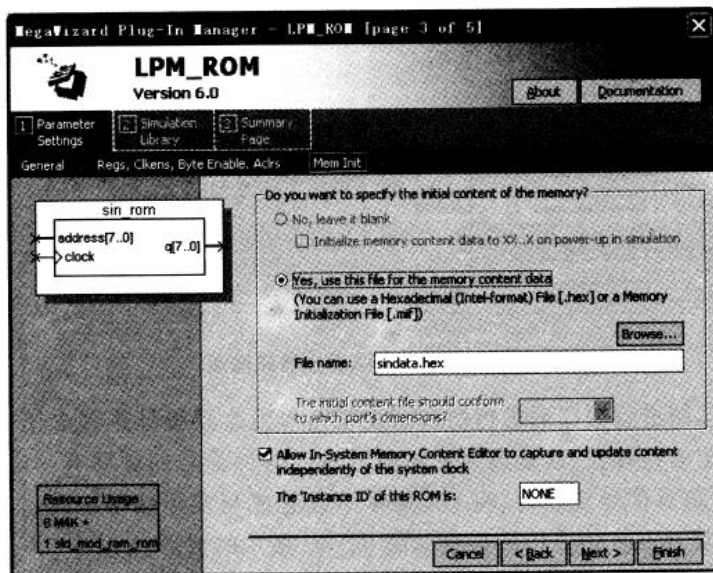 MegaWizard Plug-In Manager - LPM_ROM [page 3 of 5]
LPM_ROM
Version 6.0
About
Documentation
1 Parameter Settings
2 Simulation Library
3 Summary Page
General
Regs, Clkens, Byte Enable, Aclrs
Mem Init
sin_rom
address[7..0]
q[7..0]
clock
Do you want to specify the initial content of the memory?
No, leave it blank
Initialize memory content data to XX..X on power-up in simulation
Yes, use this file for the memory content data
(You can use a Hexadecimal (Intel-format) File [.hex] or a Memory
Initialization File [.mif])
Browse...
File name:
sindata.hex
The initial content file should conform
to which port's dimensions?
Allow In-System Memory Content Editor to capture and update content
independently of the system clock
The 'Instance ID' of this ROM is:
NONE
Resource Usage
M4K +
1 sld_mod_ram_rom
Cancel
< Back
Next >
Finish